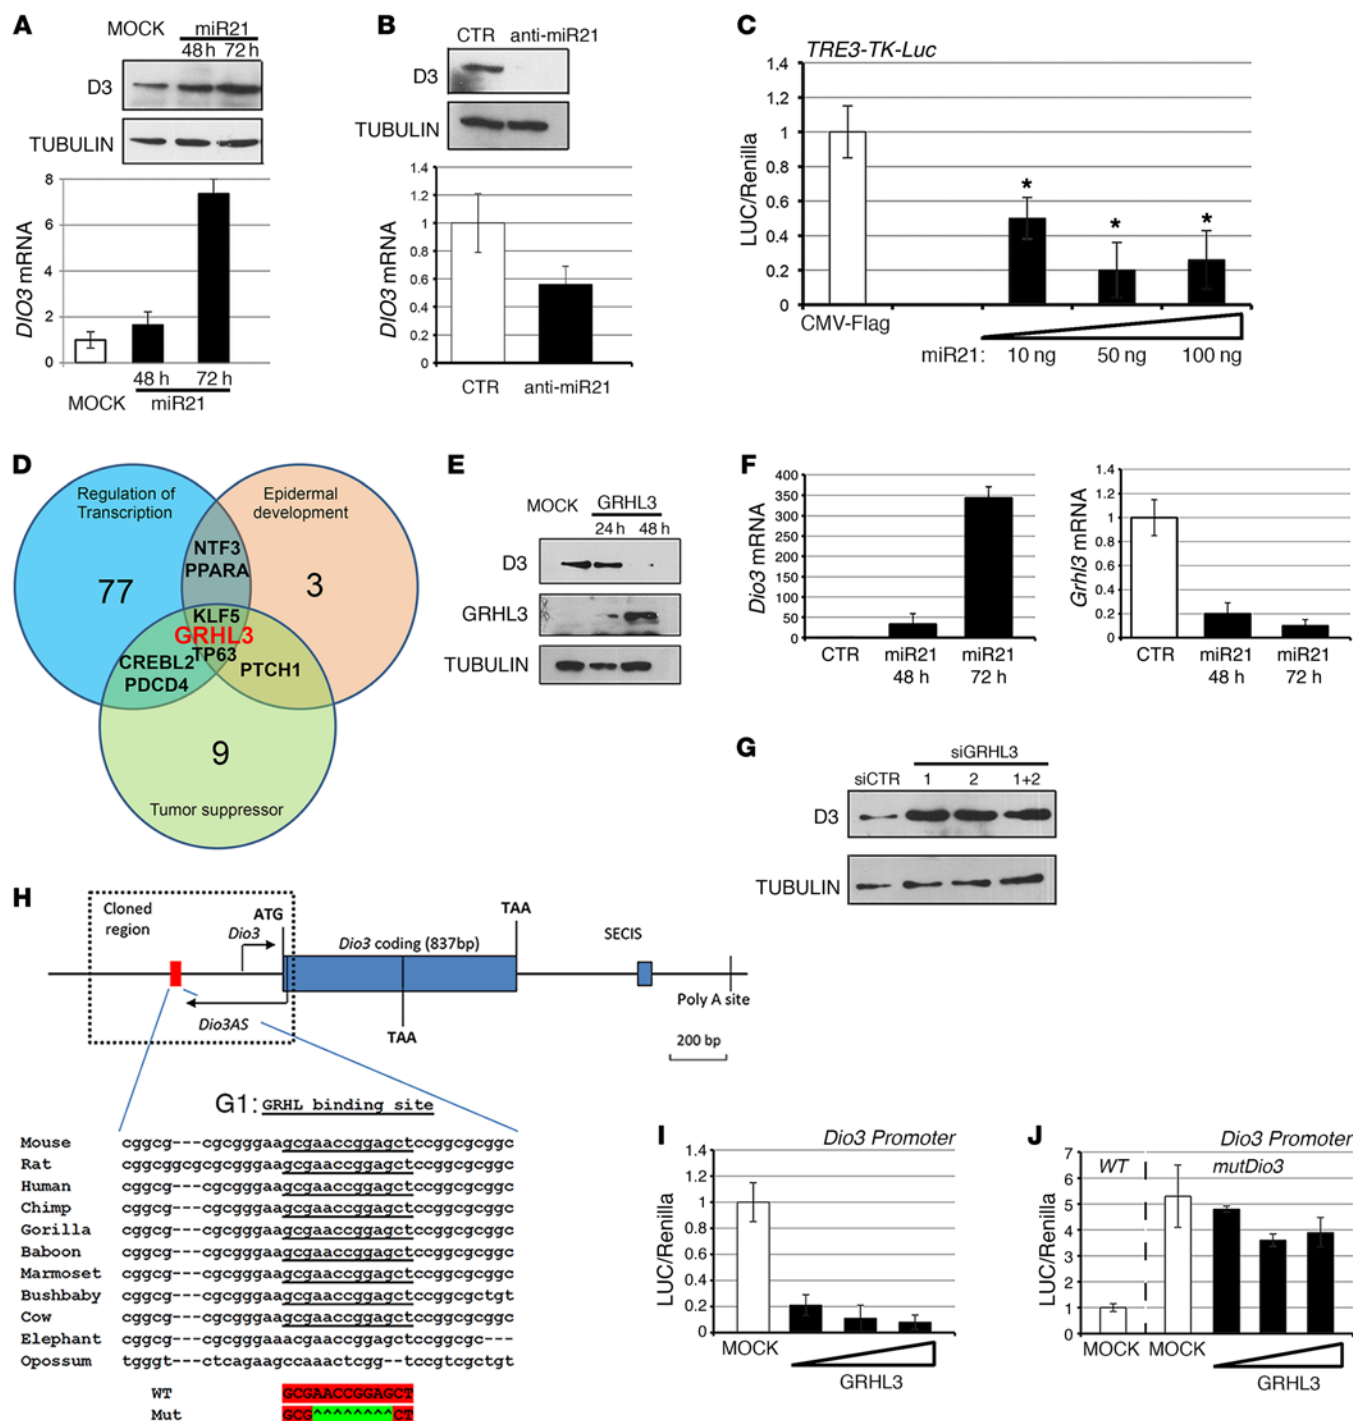 A
MOCK miR21
48 h 72 h
D3
TUBULIN
8
6
4
2
0
DIO3 mRNA
48 h 72 h
MOCK miR21
B
CTR anti-miR21
D3
TUBULIN
1.4
1.2
1
0.8
0.6
0.4
0.2
0
DIO3 mRNA
CTR anti-miR21
C
TRE3-TK-Luc
1.4
1.2
1
0.8
0.6
0.4
0.2
0
LUC/Renilla
* * *
CMV-Flag
miR21: 10 ng 50 ng 100 ng
D
Regulation of
Transcription
Epidermal
development
NTF3
PPARA
77
3
KLF5
GRHL3
TP63
CREBL2
PDCD4
PTCH1
9
Tumor suppressor
E
MOCK GRHL3
24 h 48 h
D3
GRHL3
TUBULIN
F
400
350
300
250
200
150
100
50
0
Dio3 mRNA
CTR miR21 miR21
48 h 72 h
1.4
1.2
1
0.8
0.6
0.4
0.2
0
Grhl3 mRNA
CTR miR21 miR21
48 h 72 h
G
siGRHL3
siCTR 1 2 1+2
D3
TUBULIN
H
Cloned
region
Dio3
ATG
TAA
Dio3 coding (837bp)
SECIS
Dio3AS
TAA
Poly A site
200 bp
G1: GRHL binding site
Mouse cggcg---cgcgggaagcgaaccggagctccggcgcggc
Rat cggcggcgcgcgggaagcgaaccggagctccggcgcggc
Human cggcg---cgcgggaagcgaaccggagctccggcgcggc
Chimp cggcg---cgcgggaagcgaaccggagctccggcgcggc
Gorilla cggcg---cgcgggaagcgaaccggagctccggcgcggc
Baboon cggcg---cgcgggaagcgaaccggagctccggcgcggc
Marmoset cggcg---cgcgggaagcgaaccggagctccggcgcggc
Bushbaby cggcg---cgcgggaagcgaaccggagctccggcgctgt
Cow cggcg---cgcgggaagcgaaccggagctccggcgcggc
Elephant cggcg---cgcgggaaacgaaccggagctccggcgc---
Opossum tgggt---ctcagaagccaaactcgg--tccgtcgctgt
WT GCGAACCGGAGCT
Mut GCG^^^^^^^^CT
I
Dio3 Promoter
1.4
1.2
1
0.8
0.6
0.4
0.2
0
LUC/Renilla
MOCK
GRHL3
J
Dio3 Promoter
WT mutDio3
7
6
5
4
3
2
1
0
LUC/Renilla
MOCK MOCK
GRHL3